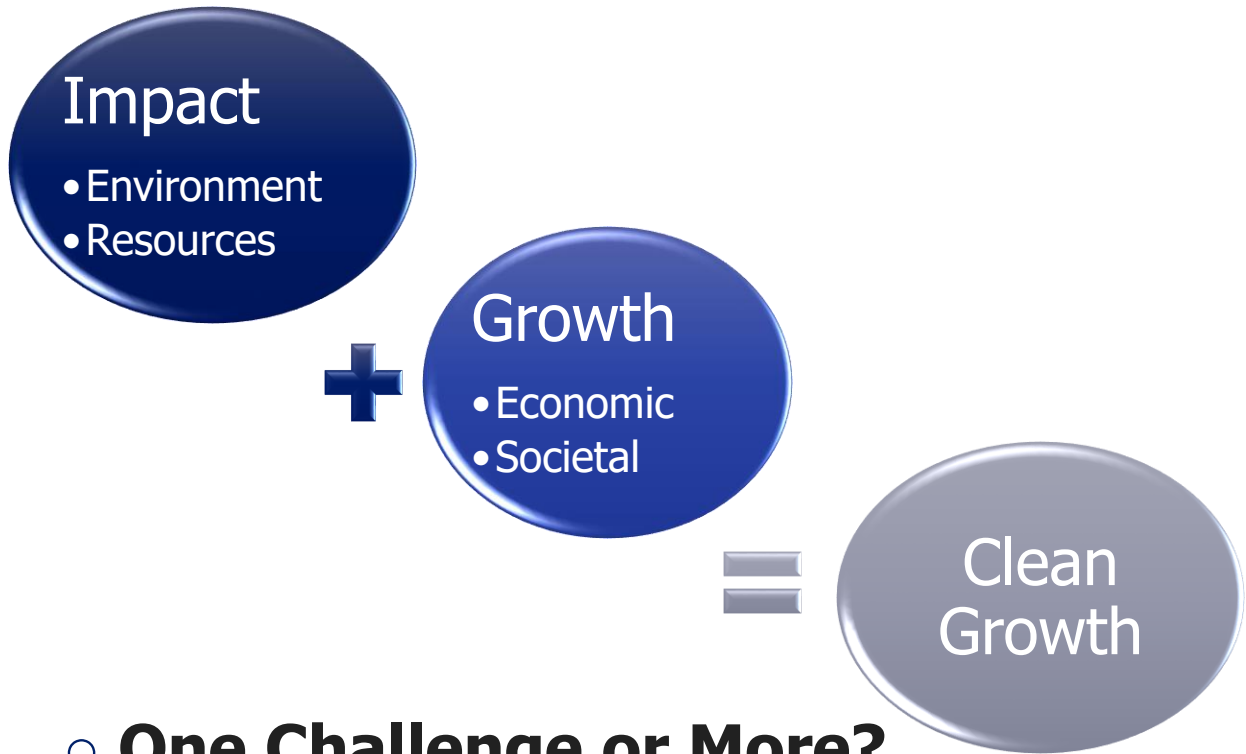 Impact
•Environment
•Resources
Growth
•Economic
•Societal
Clean
Growth
○ One Challenge or More?